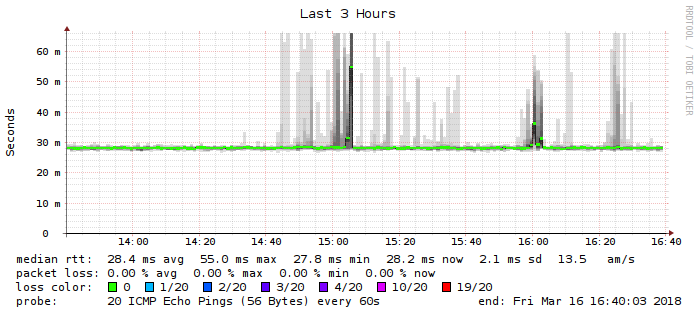 Last 3 Hours
RRDTOOL / TOBI OETIKER
Seconds
60 m
50 m
40 m
30 m
20 m
10 m
0
14:00 14:20 14:40 15:00 15:20 15:40 16:00 16:20 16:40
median rtt: 28.4 ms avg 55.0 ms max 27.8 ms min 28.2 ms now 2.1 ms sd 13.5 am/s
packet loss: 0.00 % avg 0.00 % max 0.00 % min 0.00 % now
loss color: 0 1/20 2/20 3/20 4/20 10/20 19/20
probe: 20 ICMP Echo Pings (56 Bytes) every 60s end: Fri Mar 16 16:40:03 2018